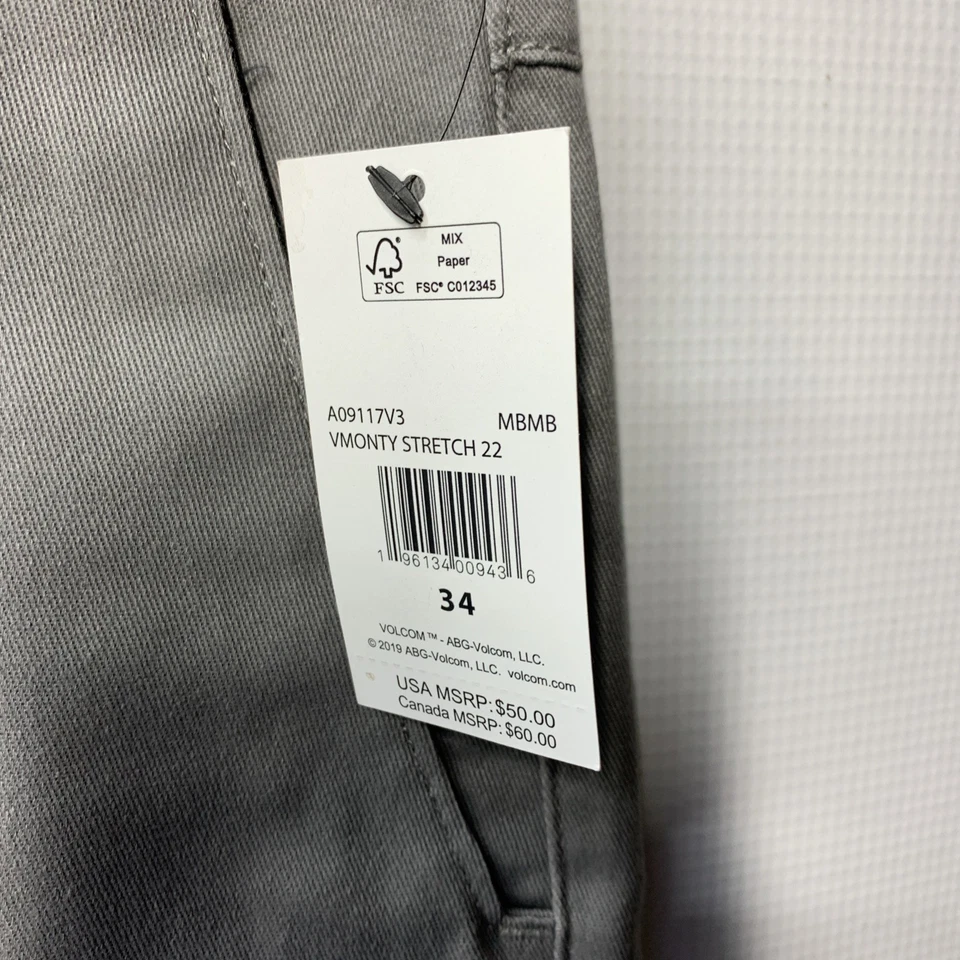 MIX
Paper
FSC® FSC® C012345
A09117V3 MBMB
VMONTY STRETCH 22
1 96134 00943 6
34
VOLCOM™ - ABG-Volcom, LLC.
© 2019 ABG-Volcom, LLC. volcom.com
USA MSRP: $50.00
Canada MSRP: $60.00